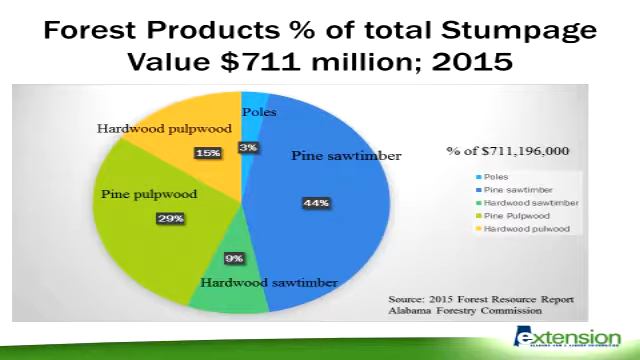 Forest Products % of total Stumpage
Value $711 million; 2015
Poles
3%
Hardwood pulpwood
15%
Pine sawtimber
44%
Pine pulpwood
29%
9%
Hardwood sawtimber
% of $711,196,000
Poles
Pine sawtimber
Hardwood sawtimber
Pine Pulpwood
Hardwood pulwood
Source: 2015 Forest Resource Report
Alabama Forestry Commission
extension